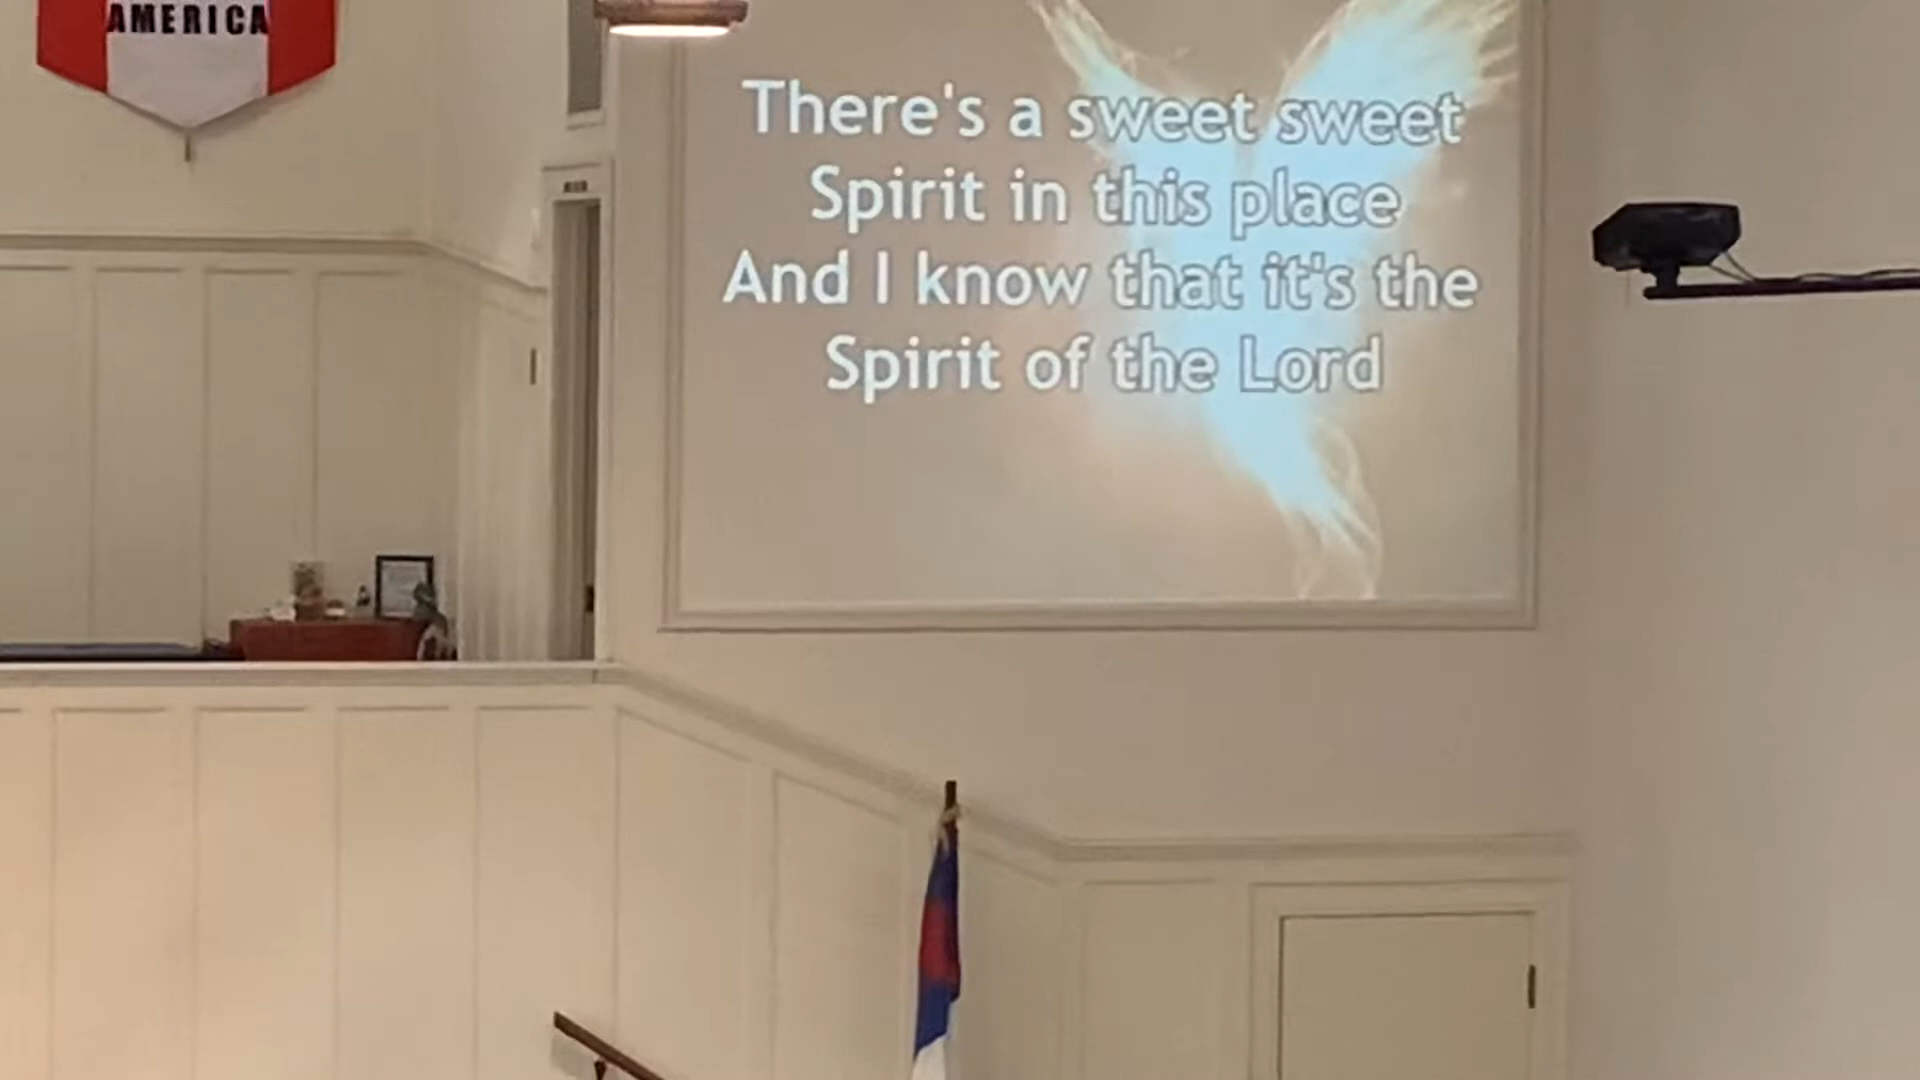 AMERICA
There's a sweet sweet
Spirit in this place
And I know that it's the
Spirit of the Lord